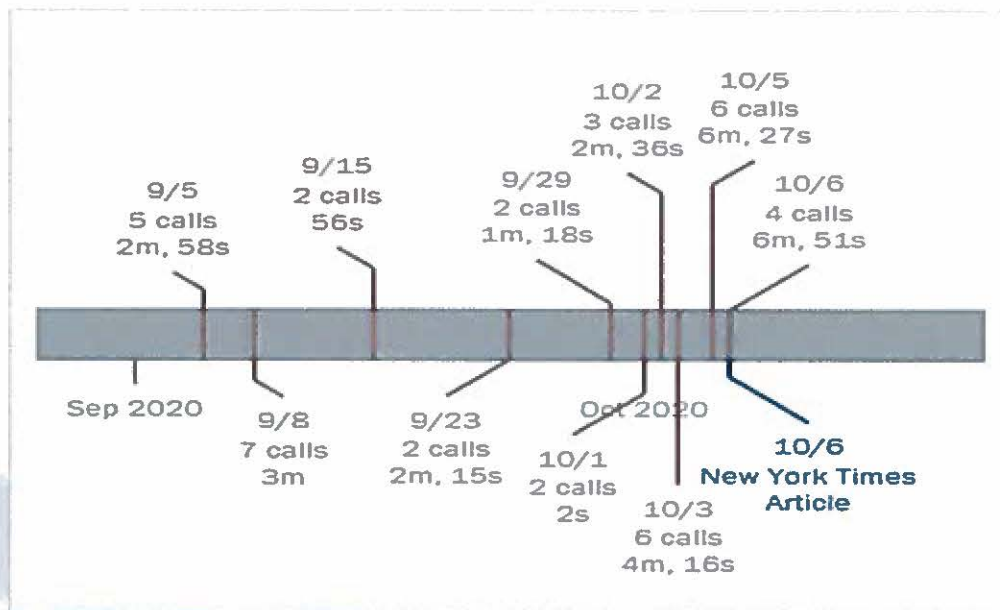 10/2
3 calls
2m, 36s
10/5
6 calls
6m, 27s
9/5
5 calls
2m, 58s
9/15
2 calls
56s
9/29
2 calls
1m, 18s
10/6
4 calls
6m, 51s
Sep 2020
Oct 2020
9/8
7 calls
3m
9/23
2 calls
2m, 15s
10/1
2 calls
2s
10/3
6 calls
4m, 16s
10/6
New York Times
Article